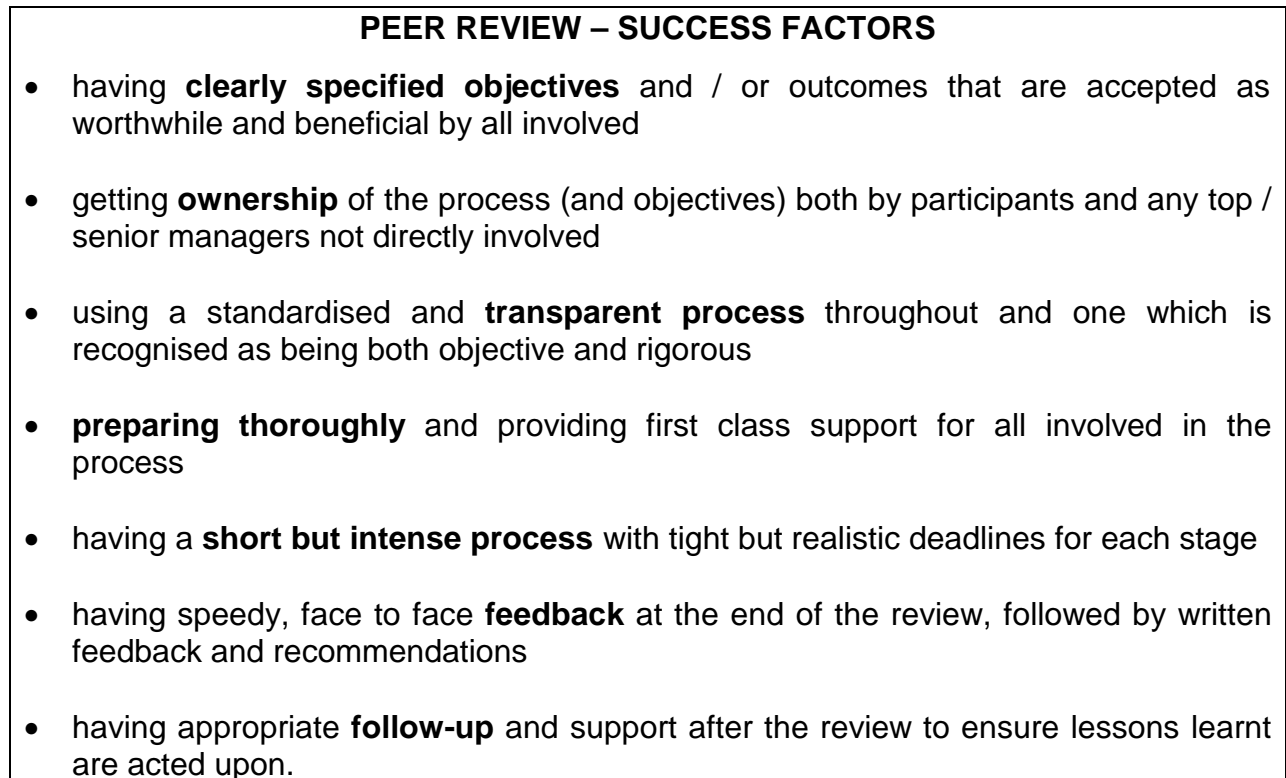 PEER REVIEW – SUCCESS FACTORS
• having clearly specified objectives and / or outcomes that are accepted as
worthwhile and beneficial by all involved
• getting ownership of the process (and objectives) both by participants and any top /
senior managers not directly involved
• using a standardised and transparent process throughout and one which is
recognised as being both objective and rigorous
• preparing thoroughly and providing first class support for all involved in the
process
• having a short but intense process with tight but realistic deadlines for each stage
• having speedy, face to face feedback at the end of the review, followed by written
feedback and recommendations
• having appropriate follow-up and support after the review to ensure lessons learnt
are acted upon.